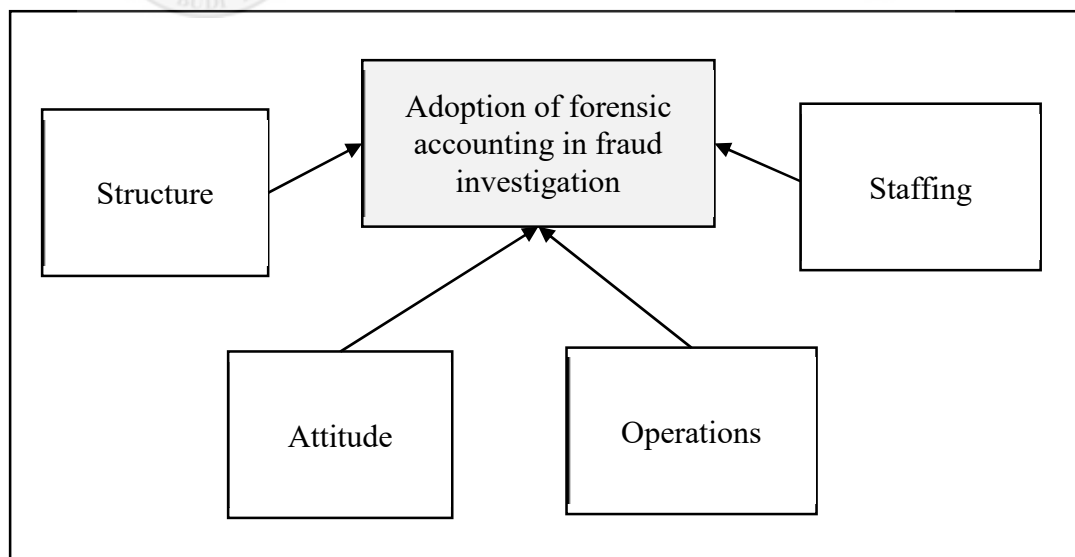 Adoption of forensic
accounting in fraud
investigation
Structure
Staffing
Attitude
Operations